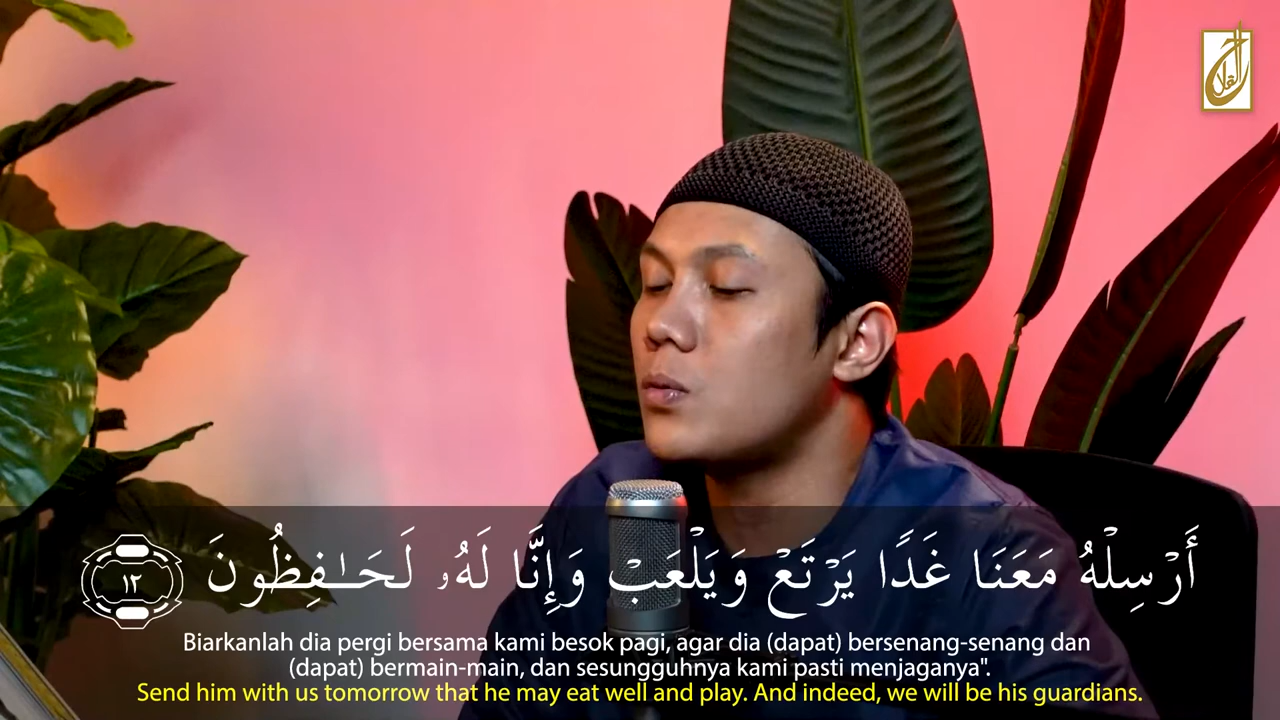 العلاج
أَرْسِلْهُ مَعَنَا غَدًا يَرْتَعْ وَيَلْعَبْ وَإِنَّا لَهُۥ لَحَـٰفِظُونَ ١٢
Biarkanlah dia pergi bersama kami besok pagi, agar dia (dapat) bersenang-senang dan
(dapat) bermain-main, dan sesungguhnya kami pasti menjaganya".
Send him with us tomorrow that he may eat well and play. And indeed, we will be his guardians.